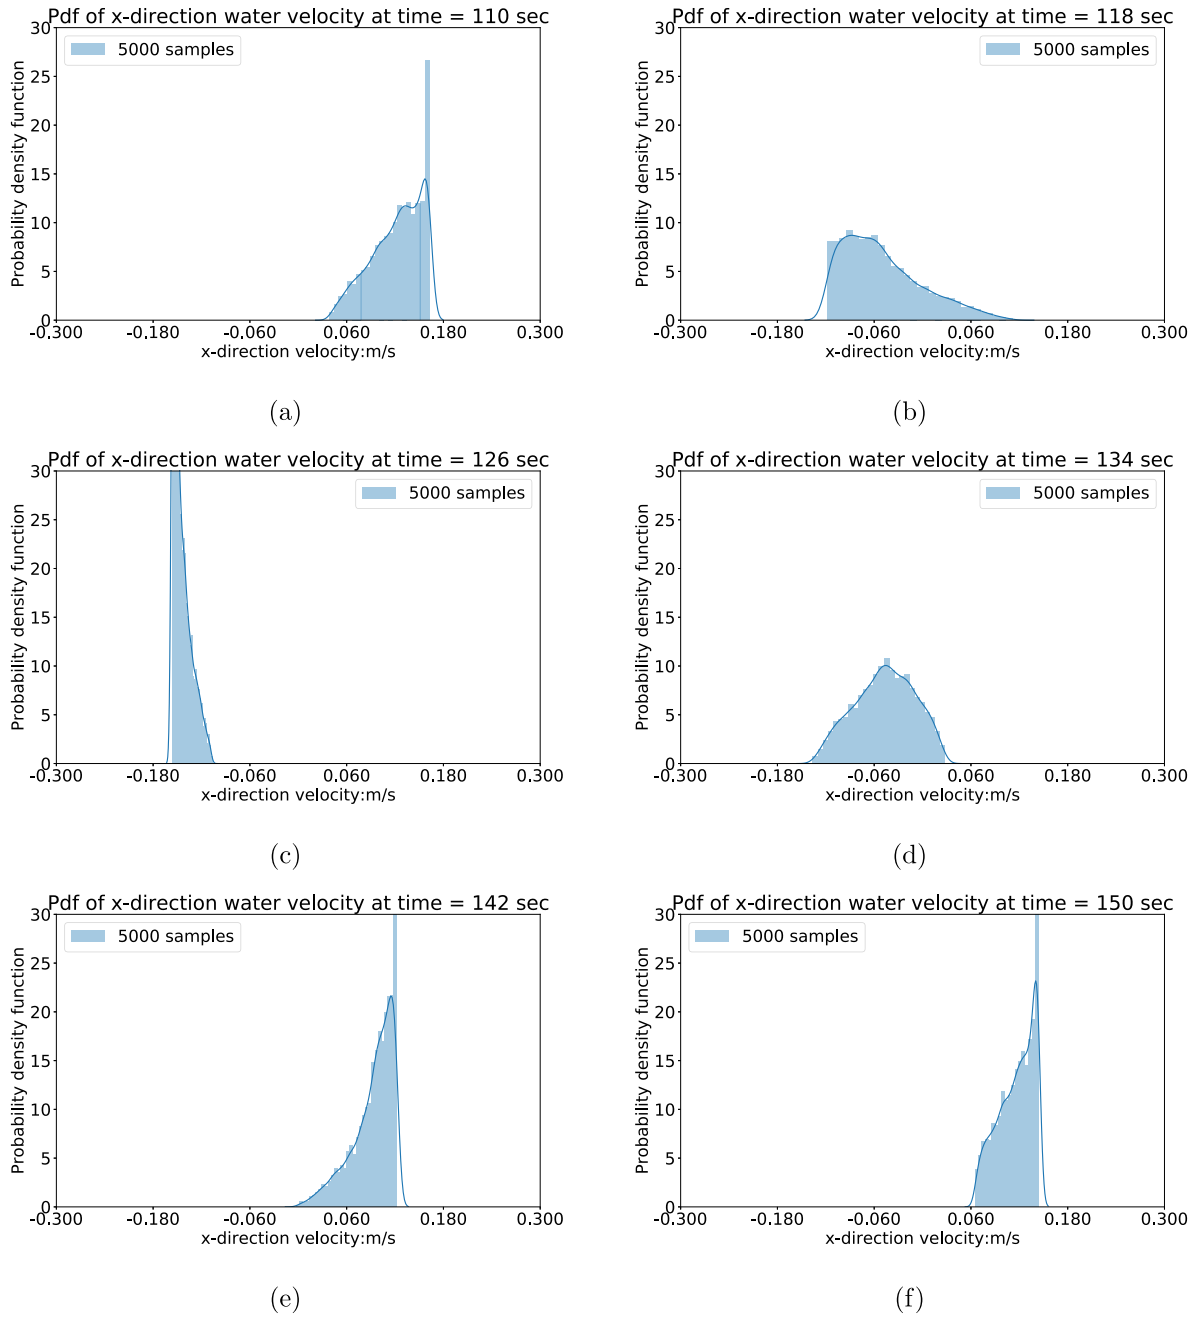 Pdf of x-direction water velocity at time = 110 sec
5000 samples
Probability density function
30
25
20
15
10
5
0
-0.300 -0.180 -0.060 0.060 0.180 0.300
x-direction velocity:m/s
(a)
Pdf of x-direction water velocity at time = 118 sec
5000 samples
Probability density function
30
25
20
15
10
5
0
-0.300 -0.180 -0.060 0.060 0.180 0.300
x-direction velocity:m/s
(b)
Pdf of x-direction water velocity at time = 126 sec
5000 samples
Probability density function
30
25
20
15
10
5
0
-0.300 -0.180 -0.060 0.060 0.180 0.300
x-direction velocity:m/s
(c)
Pdf of x-direction water velocity at time = 134 sec
5000 samples
Probability density function
30
25
20
15
10
5
0
-0.300 -0.180 -0.060 0.060 0.180 0.300
x-direction velocity:m/s
(d)
Pdf of x-direction water velocity at time = 142 sec
5000 samples
Probability density function
30
25
20
15
10
5
0
-0.300 -0.180 -0.060 0.060 0.180 0.300
x-direction velocity:m/s
(e)
Pdf of x-direction water velocity at time = 150 sec
5000 samples
Probability density function
30
25
20
15
10
5
0
-0.300 -0.180 -0.060 0.060 0.180 0.300
x-direction velocity:m/s
(f)